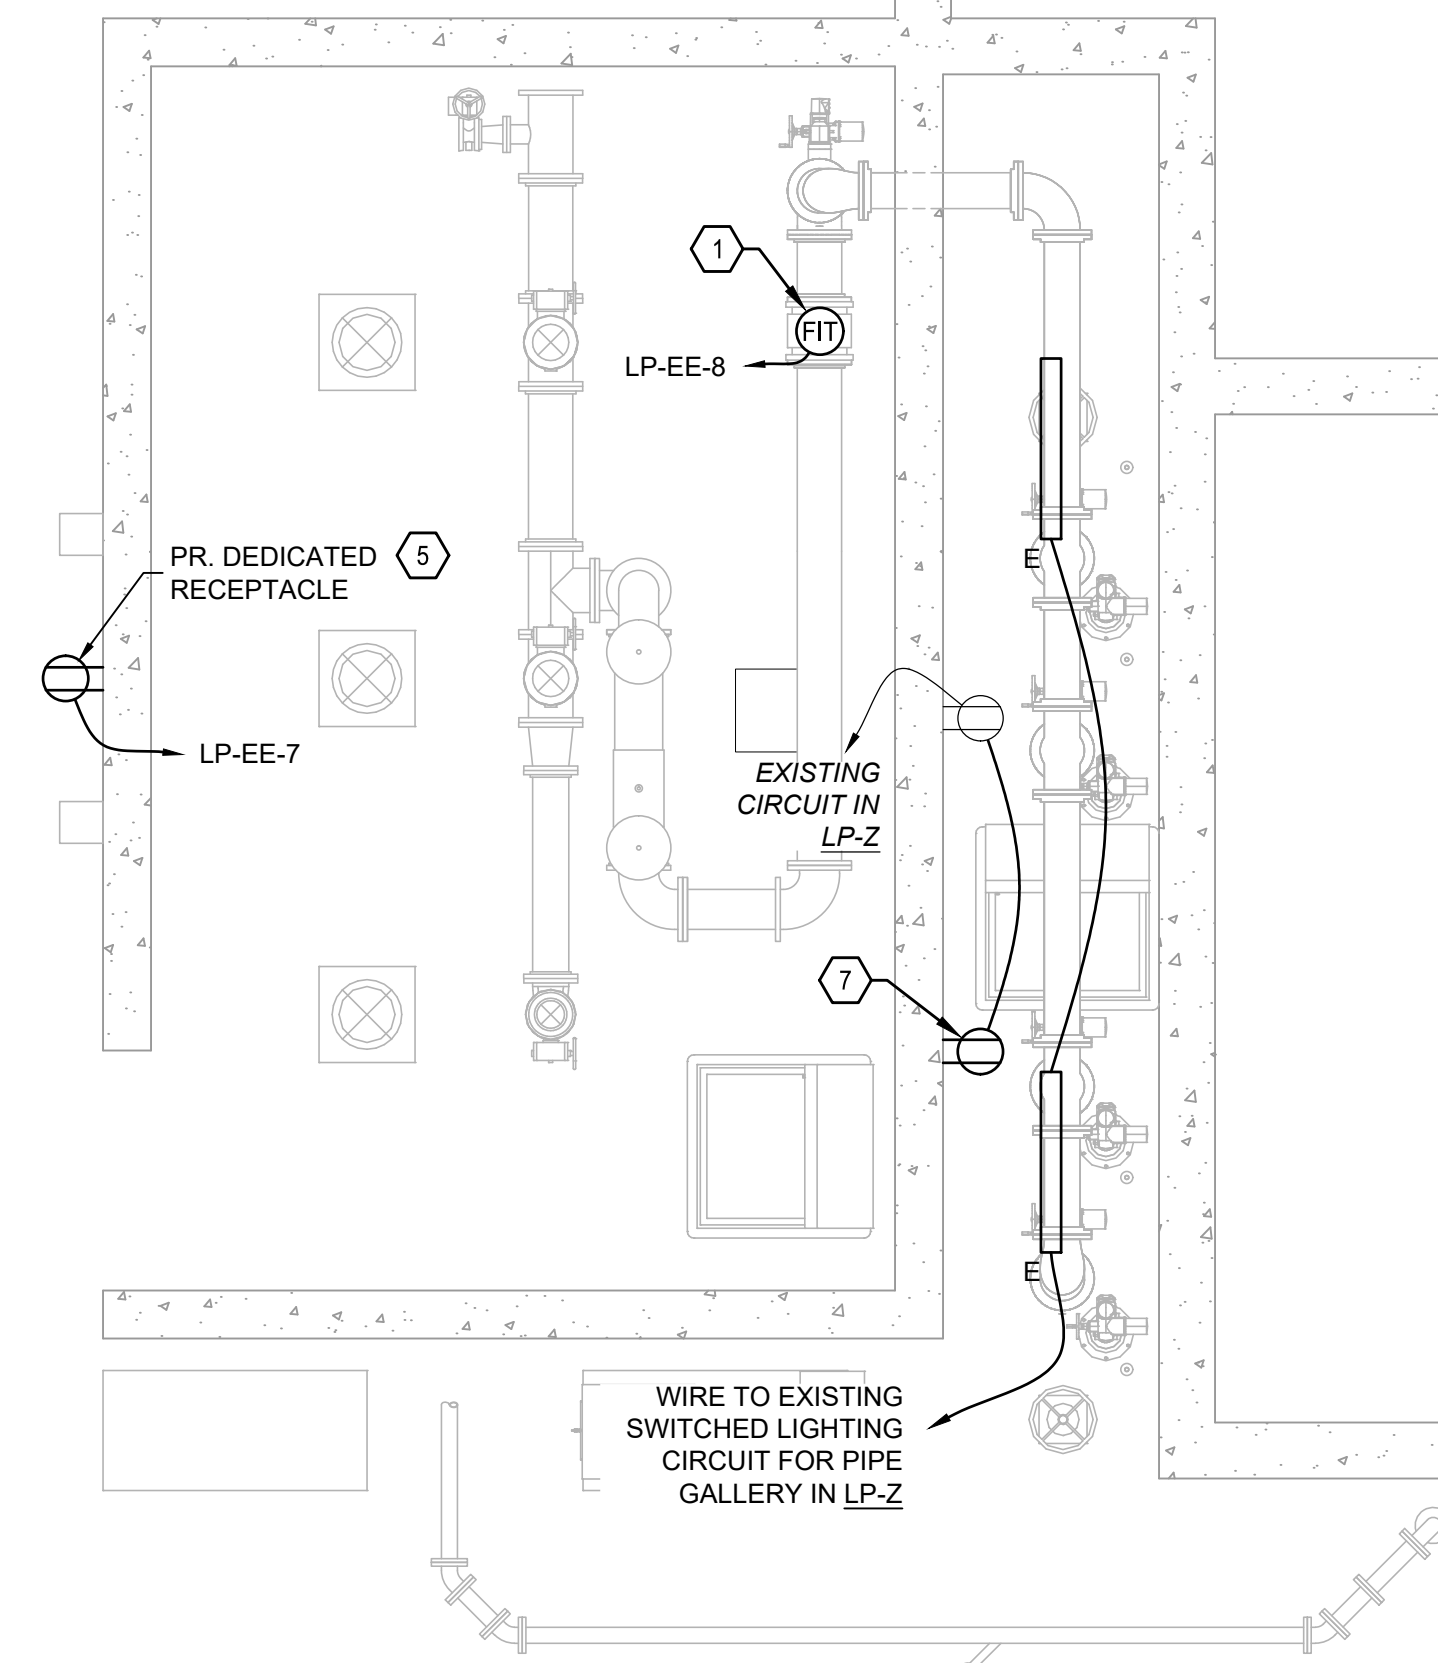 1
FIT
LP-EE-8
PR. DEDICATED
RECEPTACLE
5
E
LP-EE-7
EXISTING
CIRCUIT IN
LP-Z
7
E
WIRE TO EXISTING
SWITCHED LIGHTING
CIRCUIT FOR PIPE
GALLERY IN LP-Z